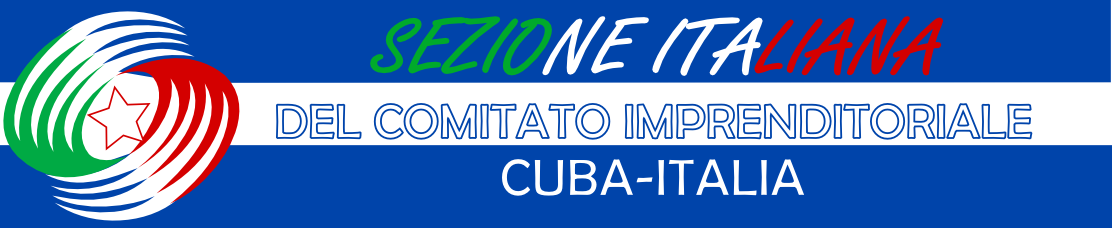 SEZIONE ITALIANA
DEL COMITATO IMPRENDITORIALE
CUBA-ITALIA